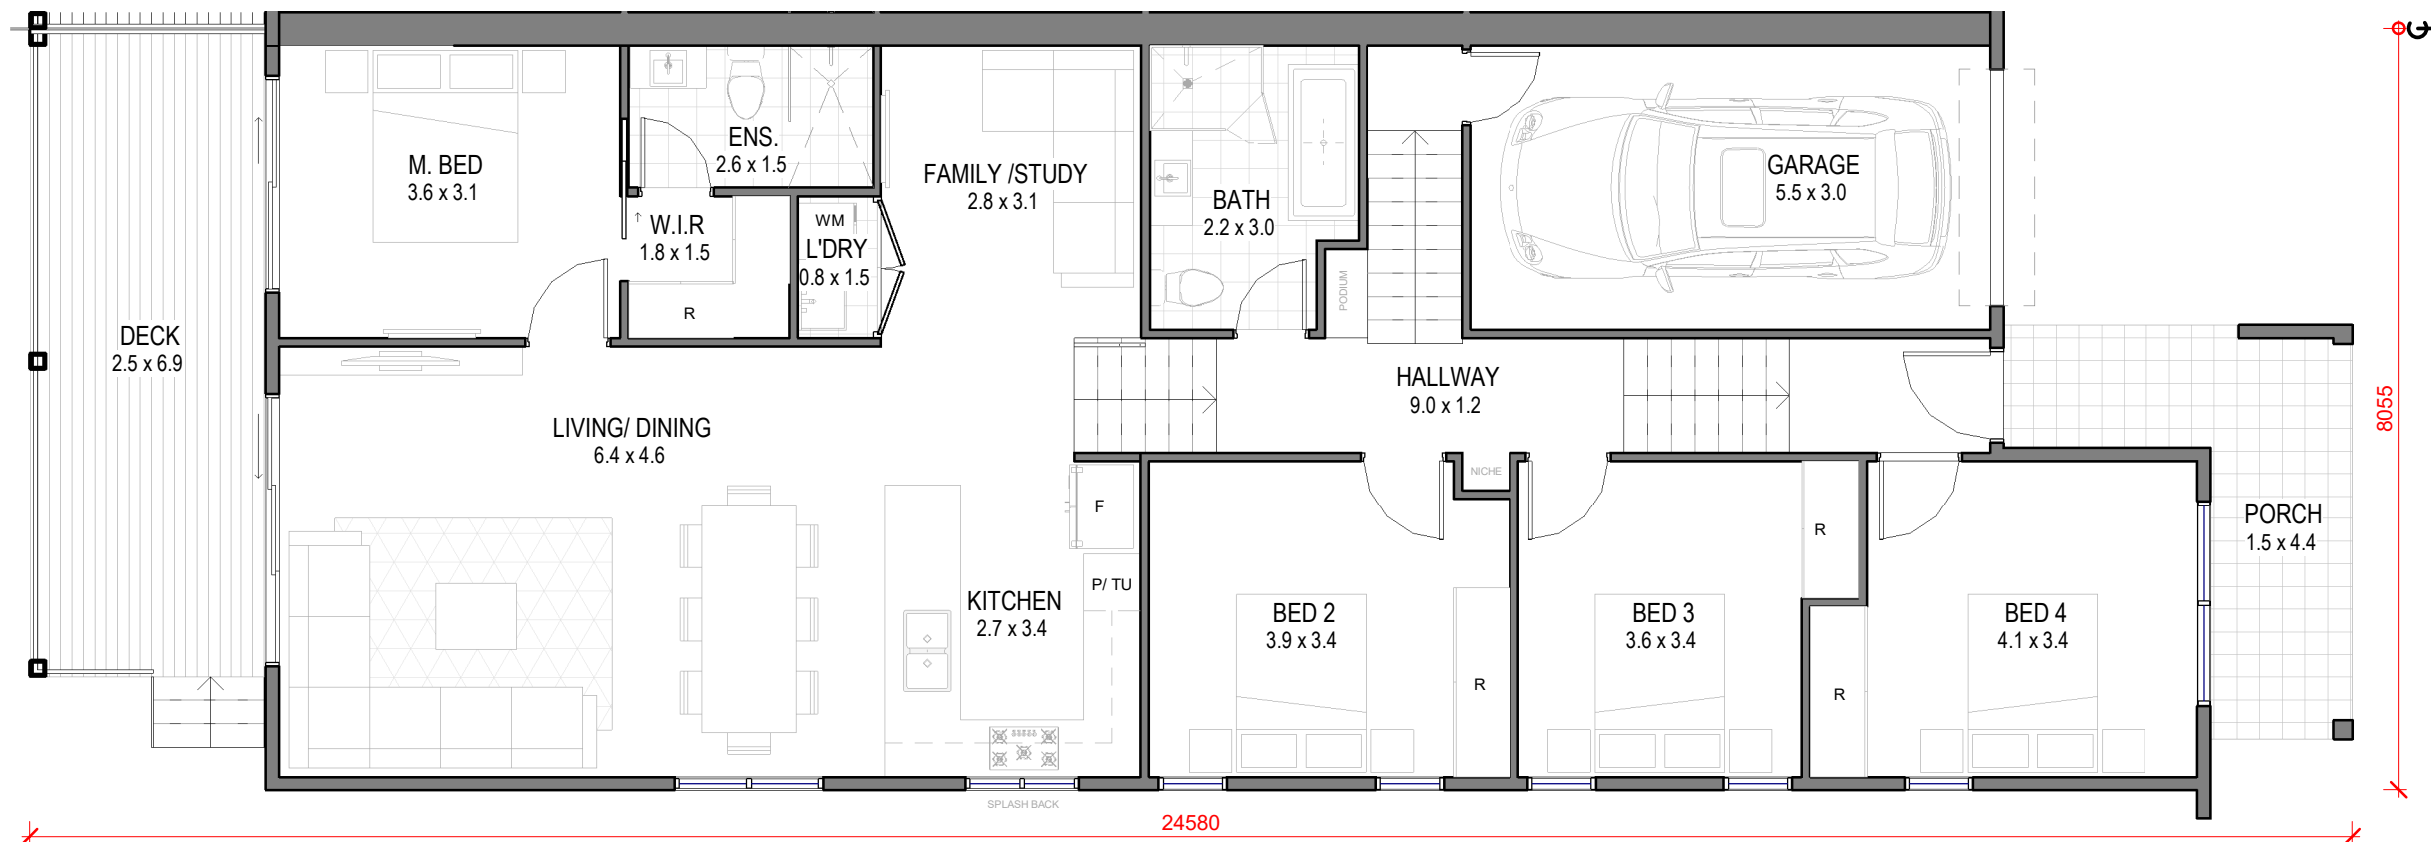 M. BED
3.6 x 3.1
ENS.
2.6 x 1.5
W.I.R
1.8 x 1.5
R
WM
L'DRY
0.8 x 1.5
FAMILY /STUDY
2.8 x 3.1
BATH
2.2 x 3.0
PODIUM
GARAGE
5.5 x 3.0
DECK
2.5 x 6.9
LIVING/ DINING
6.4 x 4.6
HALLWAY
9.0 x 1.2
NICHE
F
P/ TU
KITCHEN
2.7 x 3.4
BED 2
3.9 x 3.4
R
BED 3
3.6 x 3.4
R
R
BED 4
4.1 x 3.4
PORCH
1.5 x 4.4
8055
SPLASH BACK
24580